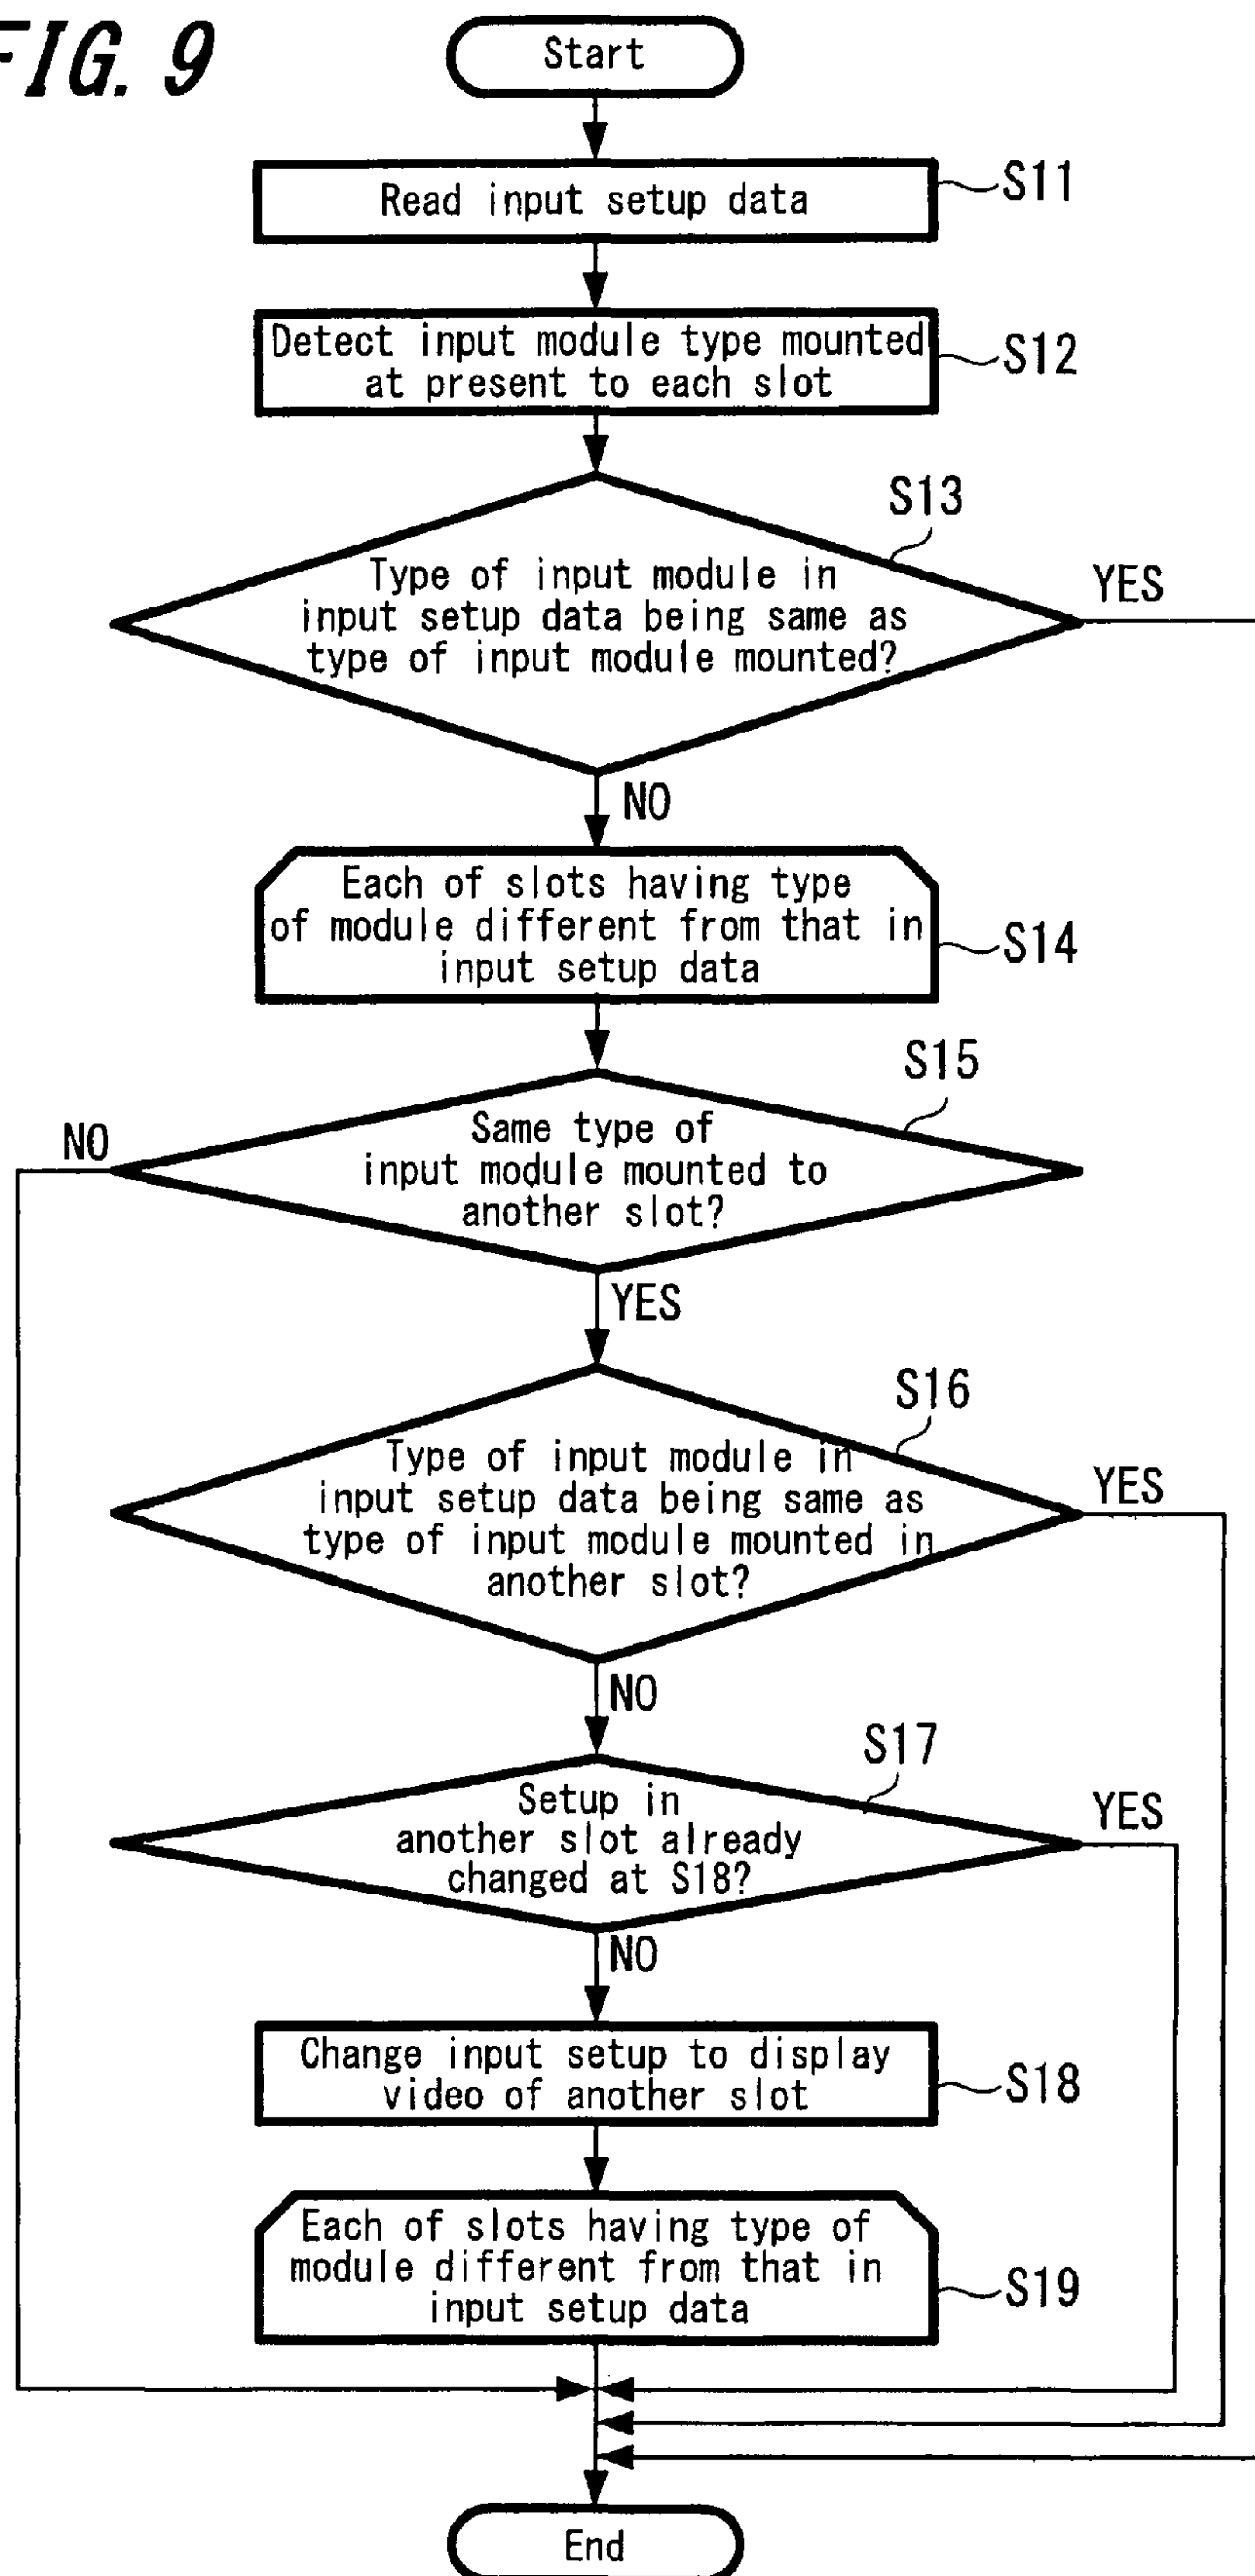 FIG. 9
Start
Read input setup data
S11
Detect input module type mounted
at present to each slot
S12
S13
Type of input module in
input setup data being same as
type of input module mounted?
YES
NO
Each of slots having type
of module different from that in
input setup data
S14
S15
NO
Same type of
input module mounted to
another slot?
YES
S16
Type of input module in
input setup data being same as
type of input module mounted in
another slot?
YES
NO
S17
Setup in
another slot already
changed at S18?
YES
NO
Change input setup to display
video of another slot
S18
Each of slots having type of
module different from that in
input setup data
S19
End